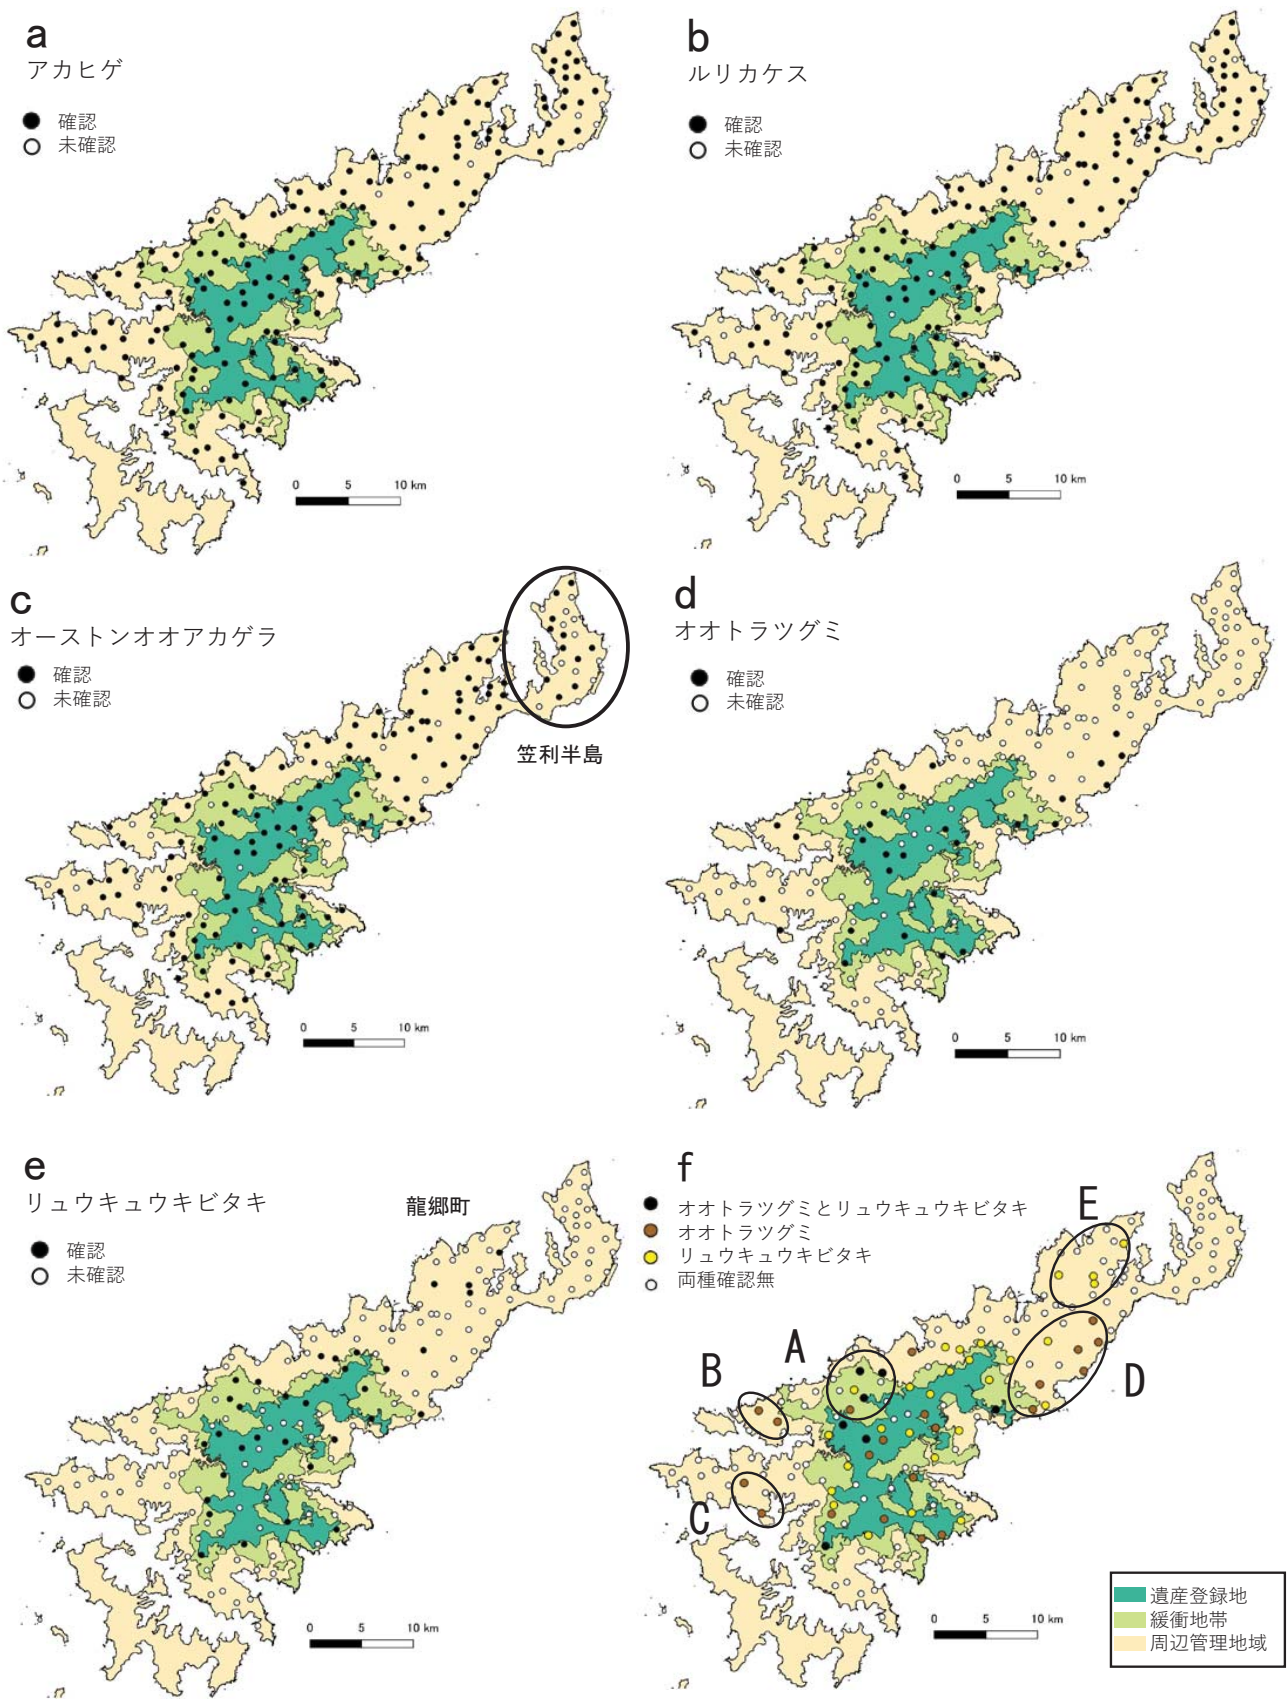 a
アカヒゲ
確認
未確認
0 5 10 km
b
ルリカケス
確認
未確認
0 5 10 km
c
オーストンオオアカゲラ
確認
未確認
笠利半島
0 5 10 km
d
オオトラツグミ
確認
未確認
0 5 10 km
e
リュウキュウキビタキ
確認
未確認
龍郷町
0 5 10 km
f
オオトラツグミとリュウキュウキビタキ
オオトラツグミ
リュウキュウキビタキ
両種確認無
E
A
B
D
C
0 5 10 km
遺産登録地
緩衝地帯
周辺管理地域